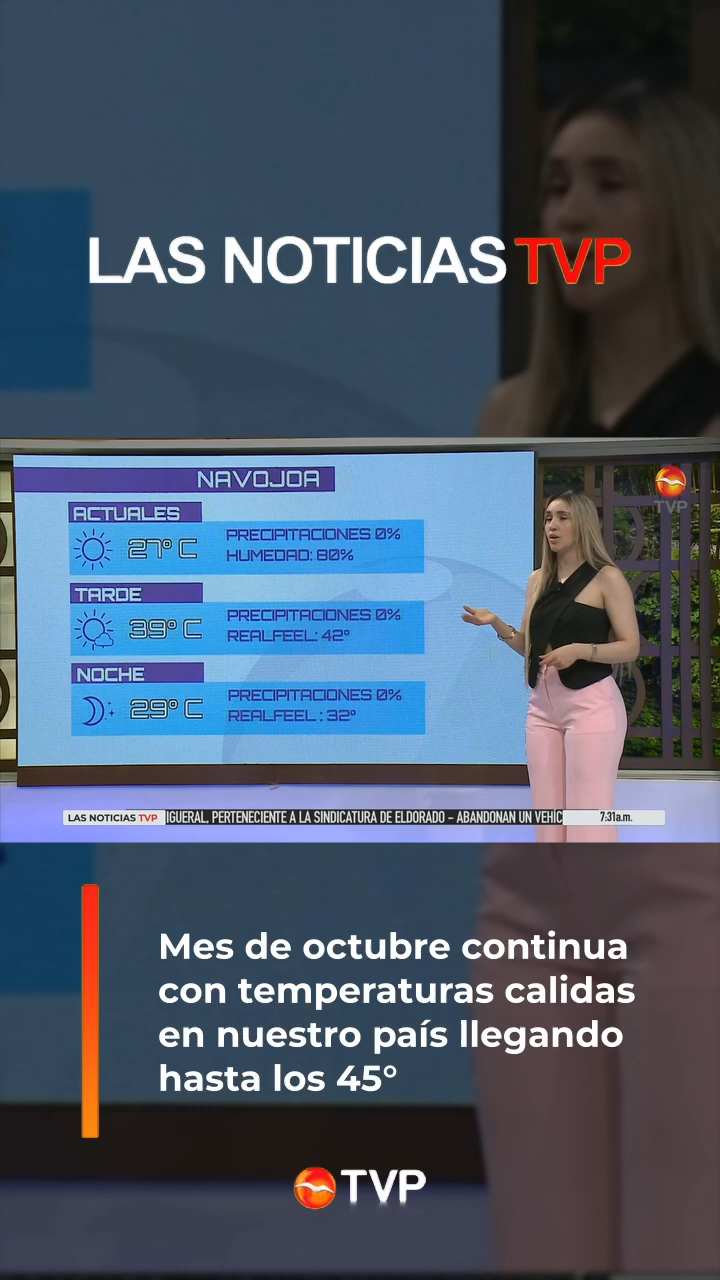 LAS NOTICIAS TVP
NAVOJOA
ACTUALES
27° C
PRECIPITACIONES 0%
HUMEDAD: 80%
TARDE
39° C
PRECIPITACIONES 0%
REALFEEL: 42°
NOCHE
29° C
PRECIPITACIONES 0%
REALFEEL : 32°
TVP
LAS NOTICIAS TVP IGUERAL, PERTENECIENTE A LA SINDICATURA DE ELDORADO – ABANDONAN UN VEHÍC 7:31a.m.
Mes de octubre continua
con temperaturas calidas
en nuestro país llegando
hasta los 45°
TVP